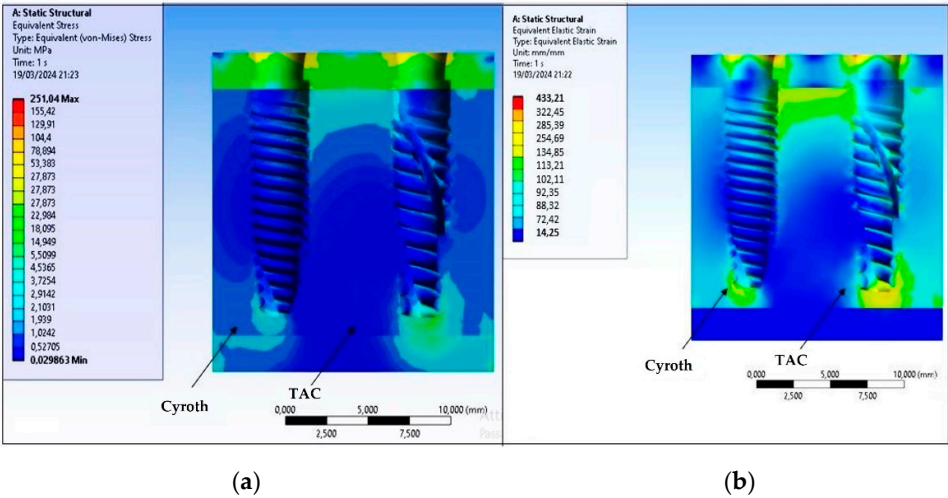 A: Static Structural
Equivalent Stress
Type: Equivalent (von-Mises) Stress
Unit: MPa
Time: 1 s
19/03/2024 21:23
251,04 Max
155,42
129,91
104,4
78,894
53,383
27,873
27,873
22,984
18,095
14,949
5,5099
4,5365
3,7254
2,9142
2,1031
1,939
1,0242
0,52705
0,029863 Min
Cyroth
TAC
0,000 5,000 10,000 (mm)
2,500 7,500
A: Static Structural
Equivalent Elastic Strain
Type: Equivalent Elastic Strain
Unit: mm/mm
Time: 1 s
19/03/2024 21:22
433,21
322,45
285,39
254,69
134,85
113,21
102,11
92,35
88,32
72,42
14,25
Cyroth
TAC
0,000 5,000 10,000 (mm)
2,500 7,500
(a) (b)